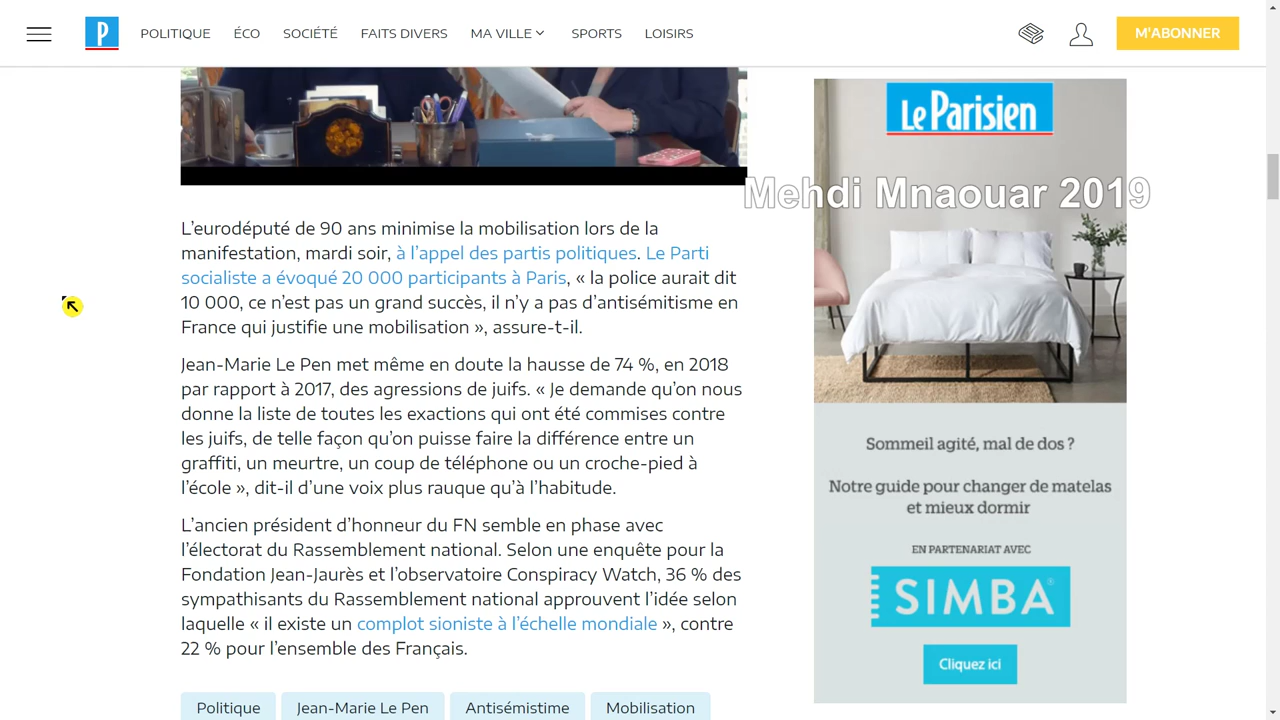 P
POLITIQUE
ÉCO
SOCIÉTÉ
FAITS DIVERS
MA VILLE
SPORTS
LOISIRS
M'ABONNER
L’eurodéputé de 90 ans minimise la mobilisation lors de la
manifestation, mardi soir, à l’appel des partis politiques. Le Parti
socialiste a évoqué 20 000 participants à Paris, « la police aurait dit
10 000, ce n’est pas un grand succès, il n’y a pas d’antisémitisme en
France qui justifie une mobilisation », assure-t-il.
Jean-Marie Le Pen met même en doute la hausse de 74 %, en 2018
par rapport à 2017, des agressions de juifs. « Je demande qu’on nous
donne la liste de toutes les exactions qui ont été commises contre
les juifs, de telle façon qu’on puisse faire la différence entre un
graffiti, un meurtre, un coup de téléphone ou un croche-pied à
l’école », dit-il d’une voix plus rauque qu’à l’habitude.
L’ancien président d’honneur du FN semble en phase avec
l’électorat du Rassemblement national. Selon une enquête pour la
Fondation Jean-Jaurès et l’observatoire Conspiracy Watch, 36 % des
sympathisants du Rassemblement national approuvent l’idée selon
laquelle « il existe un complot sioniste à l’échelle mondiale », contre
22 % pour l’ensemble des Français.
Politique
Jean-Marie Le Pen
Antisémistime
Mobilisation
Le Parisien
Mehdi Mnaouar 2019
Sommeil agité, mal de dos ?
Notre guide pour changer de matelas
et mieux dormir
EN PARTENARIAT AVEC
SIMBA®
Cliquez ici